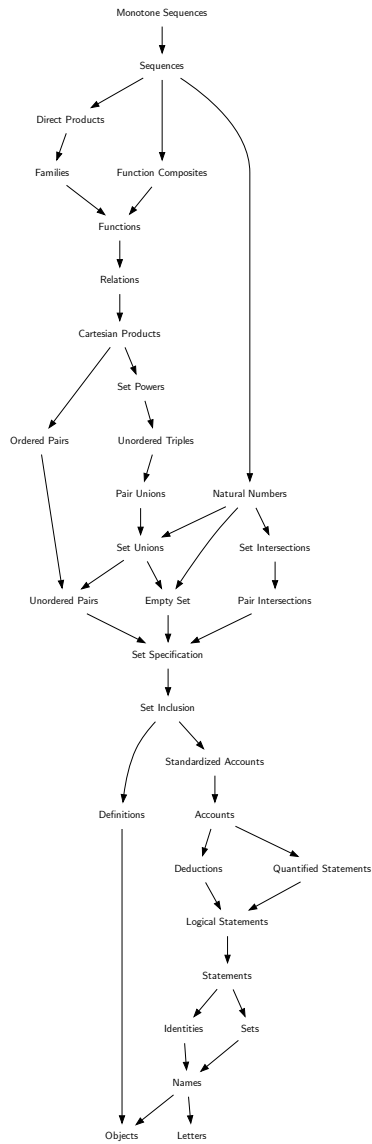 Monotone Sequences
Sequences
Direct Products
Families
Function Composites
Functions
Relations
Cartesian Products
Set Powers
Ordered Pairs
Unordered Triples
Pair Unions
Natural Numbers
Set Unions
Set Intersections
Unordered Pairs
Empty Set
Pair Intersections
Set Specification
Set Inclusion
Standardized Accounts
Definitions
Accounts
Deductions
Quantified Statements
Logical Statements
Statements
Identities
Sets
Names
Objects
Letters